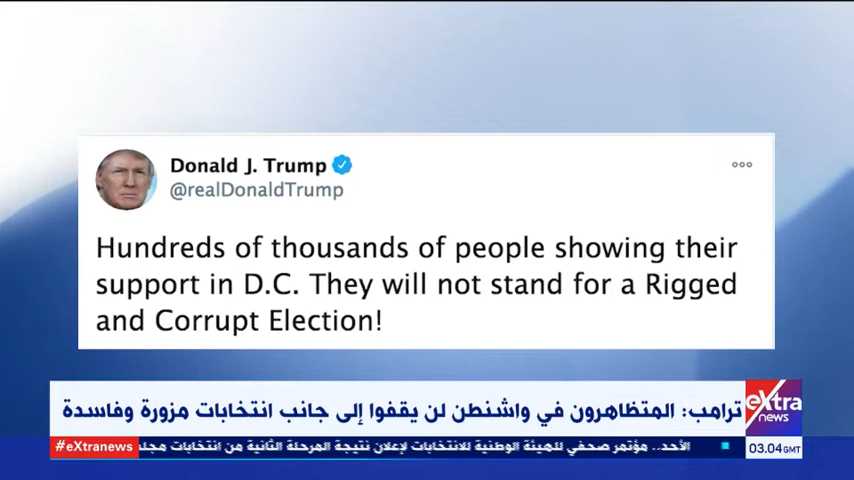 Donald J. Trump
@realDonaldTrump
Hundreds of thousands of people showing their
support in D.C. They will not stand for a Rigged
and Corrupt Election!
ترامب: المتظاهرون في واشنطن لن يقفوا إلى جانب انتخابات مزورة وفاسدة
eXtra
news
الأحد.. مؤتمر صحفي للهيئة الوطنية للانتخابات لإعلان نتيجة المرحلة الثانية من انتخابات
#eXtranews
03.04 GMT